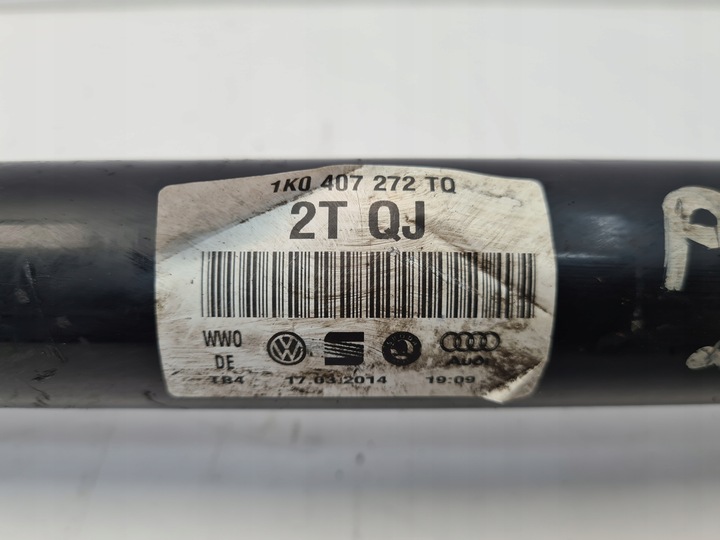 1K0 407 272 TQ
2T QJ
WWO
DE
TB4 17.03.2014 19:09
Audi